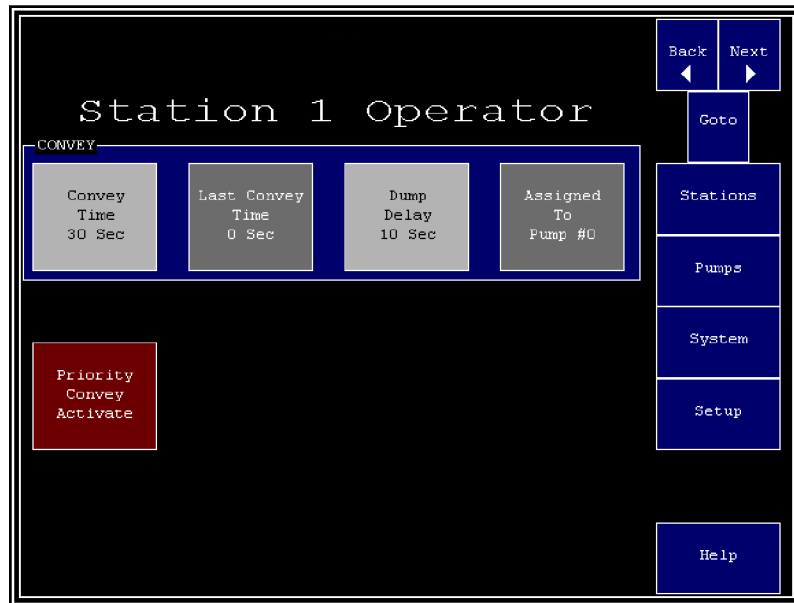 Station 1 Operator
CONVEY
Convey
Time
30 Sec
Last Convey
Time
0 Sec
Dump
Delay
10 Sec
Assigned
To
Pump #0
Priority
Convey
Activate
Back
Next
Goto
Stations
Pumps
System
Setup
Help